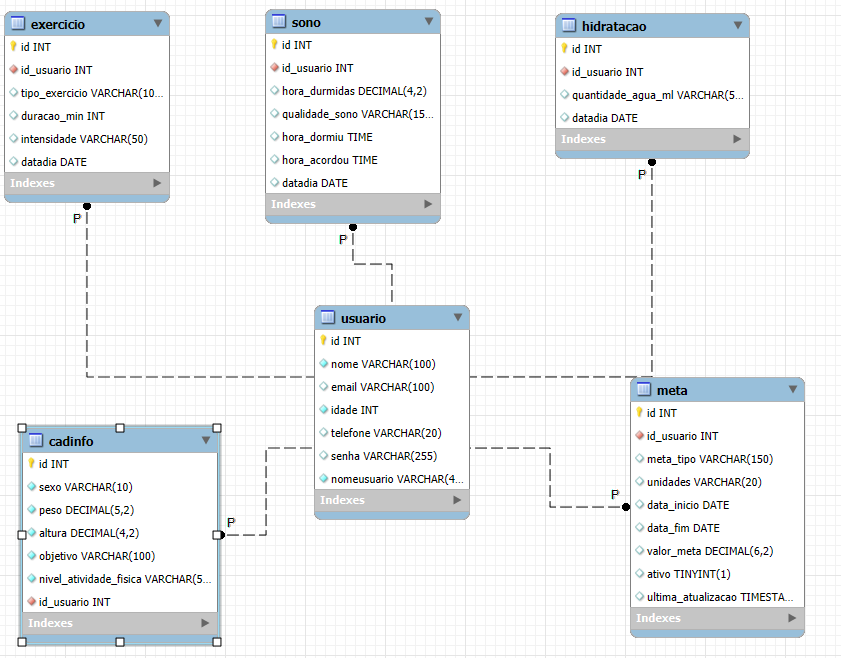 exercicio
id INT
id_usuario INT
tipo_exercicio VARCHAR(10...
duracao_min INT
intensidade VARCHAR(50)
datadia DATE
Indexes
P
sono
id INT
id_usuario INT
hora_durmidas DECIMAL(4,2)
qualidade_sono VARCHAR(15...
hora_dormiu TIME
hora_acordou TIME
datadia DATE
Indexes
P
hidratacao
id INT
id_usuario INT
quantidade_agua_ml VARCHAR(5...
datadia DATE
Indexes
P
usuario
id INT
nome VARCHAR(100)
email VARCHAR(100)
idade INT
telefone VARCHAR(20)
senha VARCHAR(255)
nomeusuario VARCHAR(4...
Indexes
cadinfo
id INT
sexo VARCHAR(10)
peso DECIMAL(5,2)
altura DECIMAL(4,2)
objetivo VARCHAR(100)
nivel_atividade_fisica VARCHAR(5...
id_usuario INT
Indexes
P
meta
id INT
id_usuario INT
meta_tipo VARCHAR(150)
unidades VARCHAR(20)
data_inicio DATE
data_fim DATE
valor_meta DECIMAL(6,2)
ativo TINYINT(1)
ultima_atualizacao TIMESTA...
Indexes
P